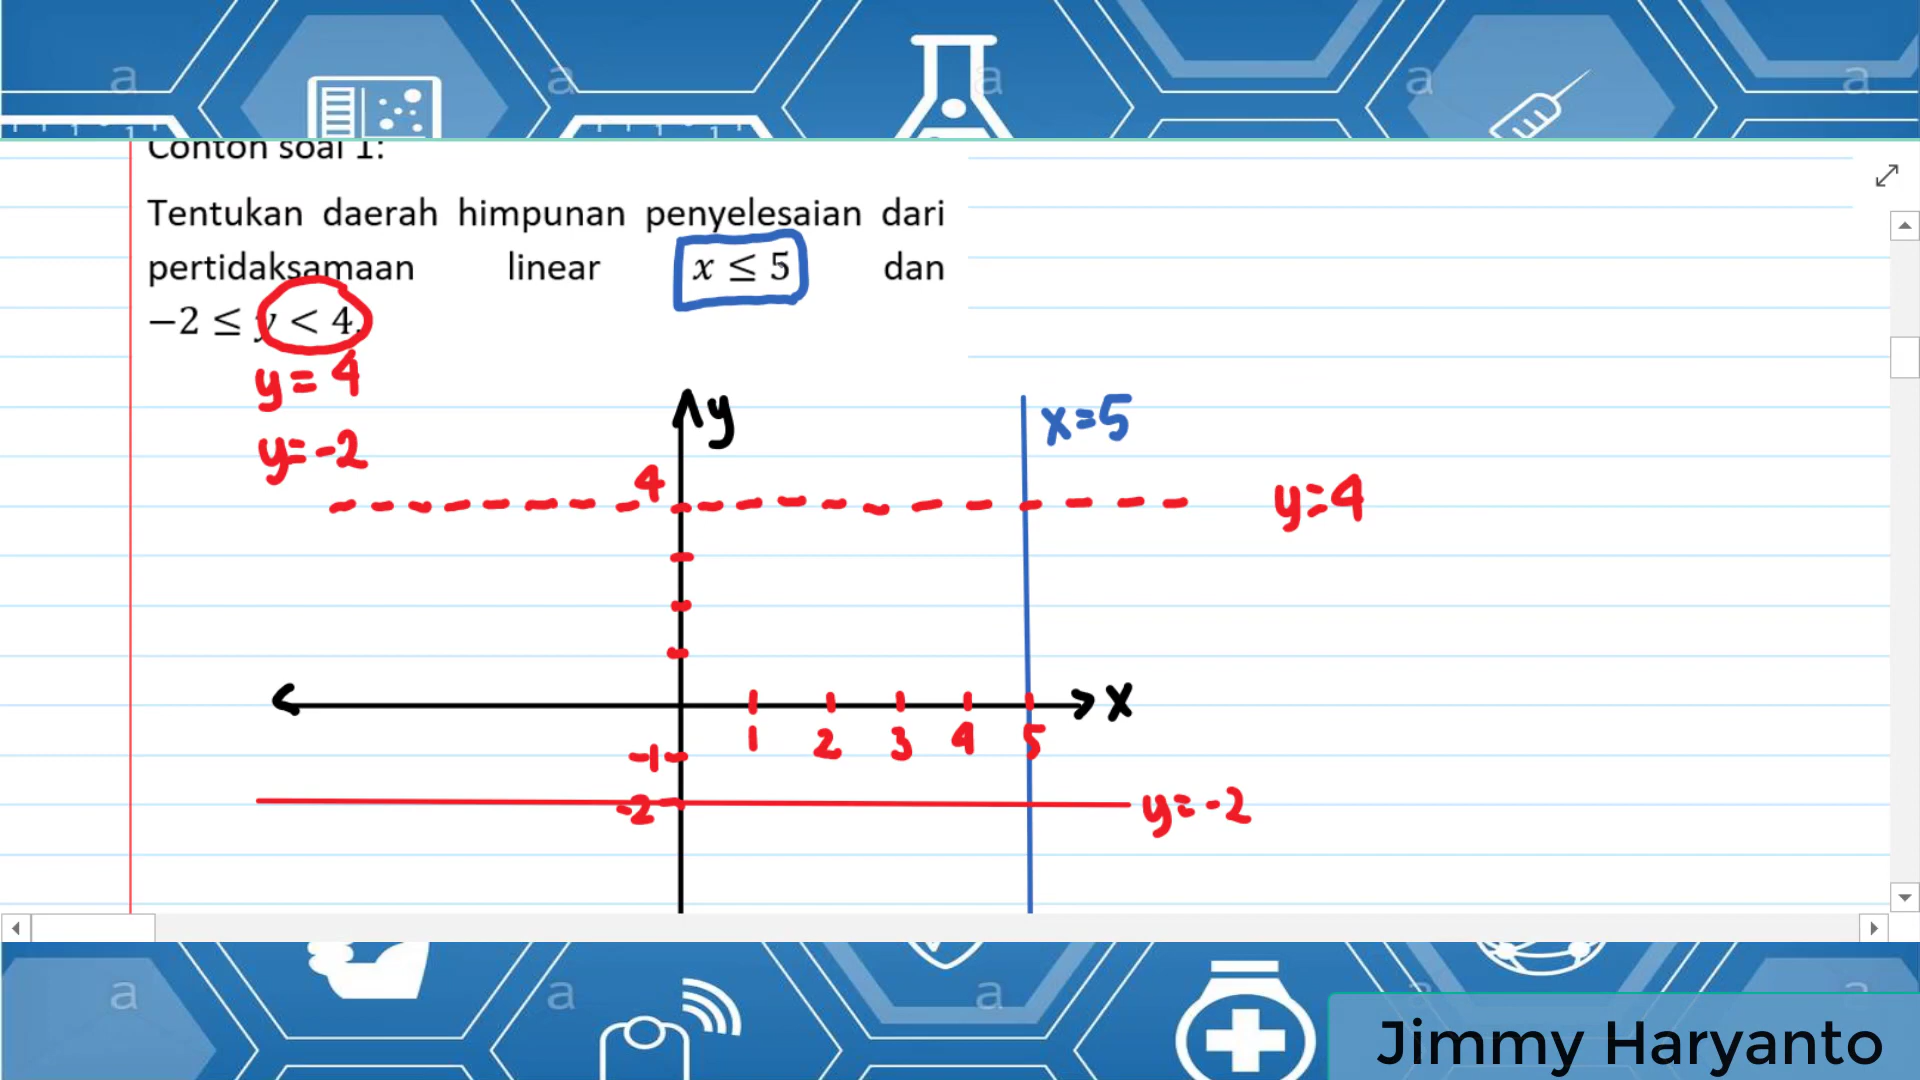 Contoh soal 1:
Tentukan daerah himpunan penyelesaian dari
pertidaksamaan linear x ≤ 5 dan
−2 ≤ y < 4.
y = 4
y = -2
y
x=5
4
y=4
x
1 2 3 4 5
-1
-2
y=-2
a a a a a
a a a a a
Jimmy Haryanto